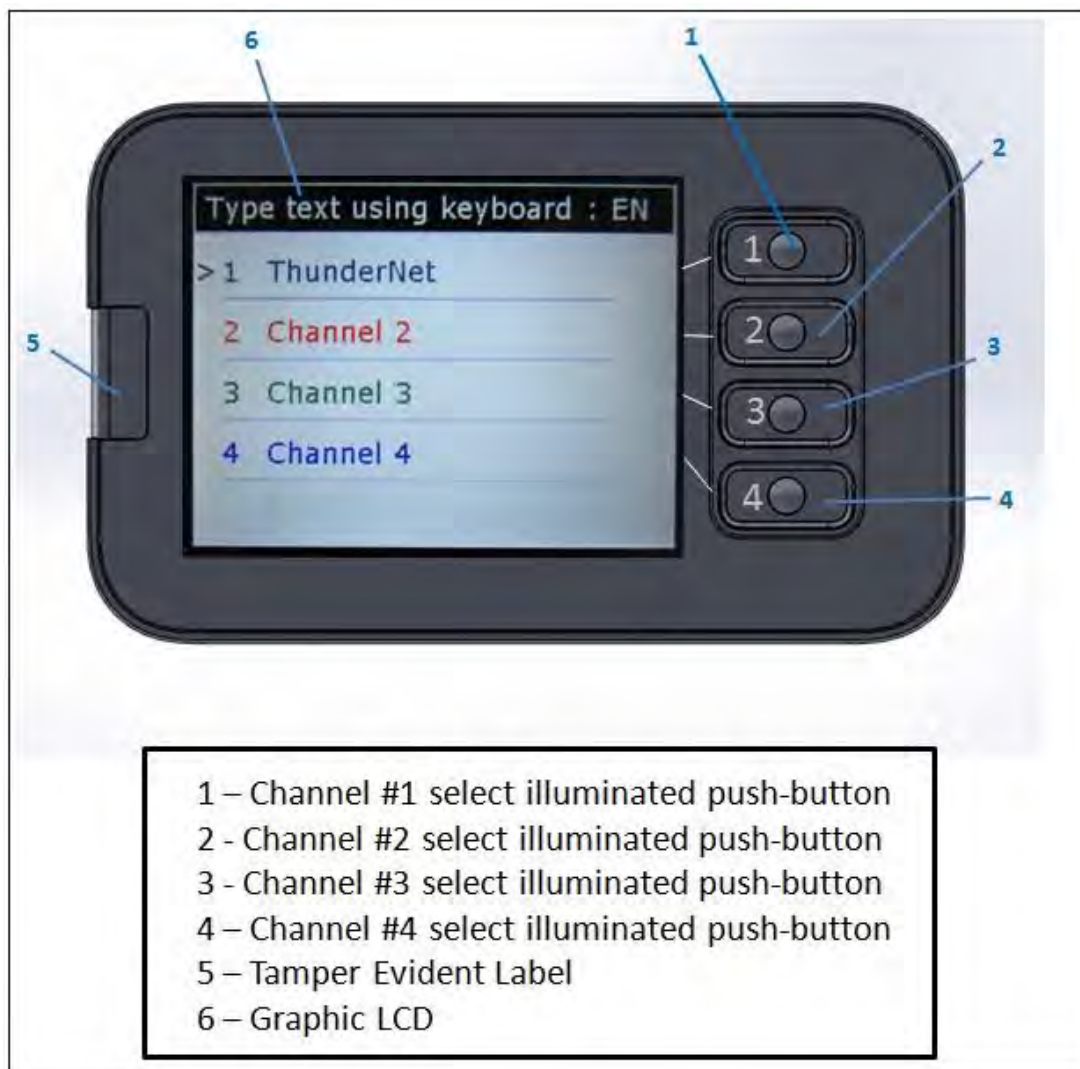 6
1
2
Type text using keyboard : EN
1
> 1 ThunderNet
2
2 Channel 2
3
5
3 Channel 3
3
4 Channel 4
4
4
1 – Channel #1 select illuminated push-button
2 - Channel #2 select illuminated push-button
3 - Channel #3 select illuminated push-button
4 – Channel #4 select illuminated push-button
5 – Tamper Evident Label
6 – Graphic LCD